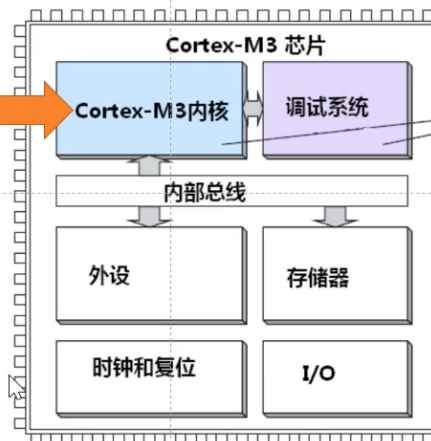 Cortex-M3 芯片
Cortex-M3内核
调试系统
内部总线
外设
存储器
时钟和复位
I/O